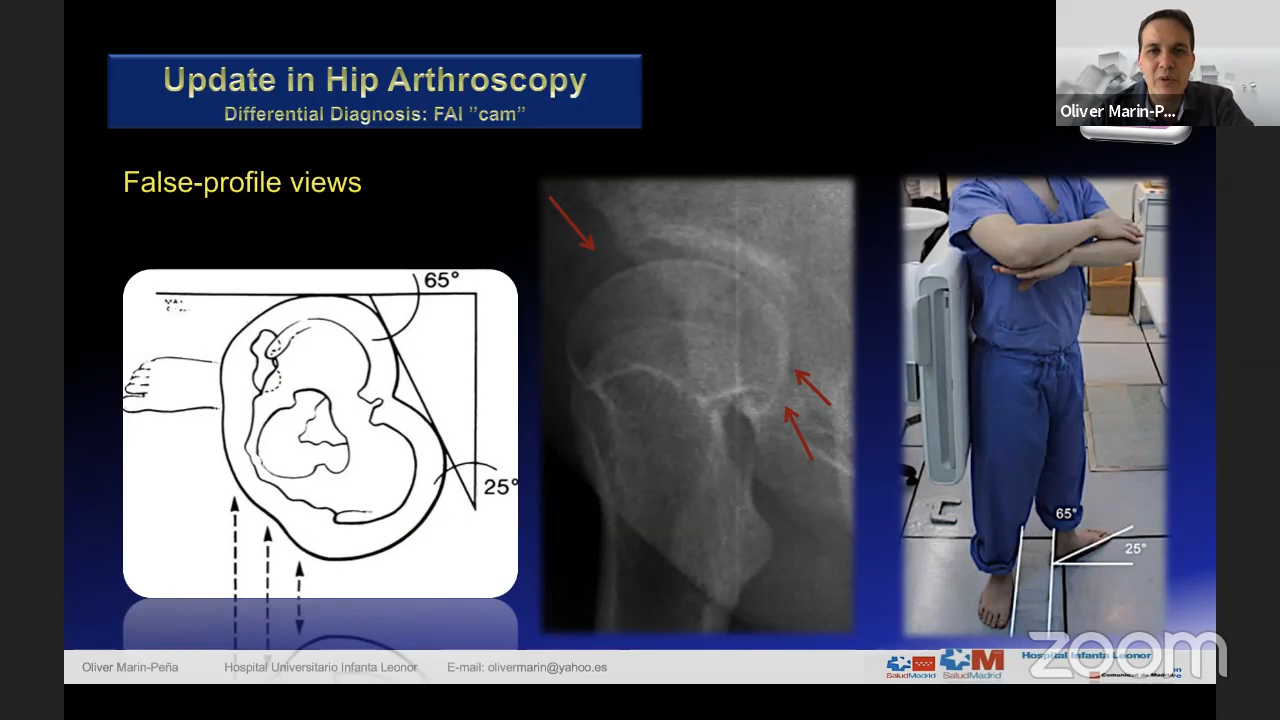 Update in Hip Arthroscopy
Differential Diagnosis: FAI ”cam”
Oliver Marin-P...
False-profile views
65°
25°
65°
25°
Oliver Marin-Peña Hospital Universitario Infanta Leonor E-mail: olivermarin@yahoo.es
SaludMadrid
SaludMadrid
Hospital Infanta Leonor
Comunidad de Madrid
zoom